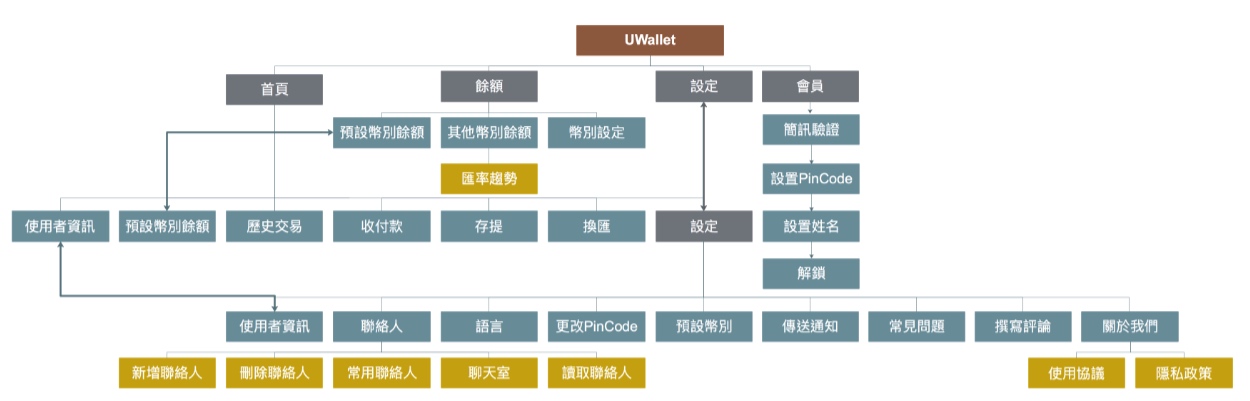 UWallet
首頁
餘額
設定
會員
預設幣別餘額
其他幣別餘額
幣別設定
簡訊驗證
匯率趨勢
設置PinCode
使用者資訊
預設幣別餘額
歷史交易
收付款
存提
換匯
設定
設置姓名
解鎖
使用者資訊
聯絡人
語言
更改PinCode
預設幣別
傳送通知
常見問題
撰寫評論
關於我們
新增聯絡人
刪除聯絡人
常用聯絡人
聊天室
讀取聯絡人
使用協議
隱私政策